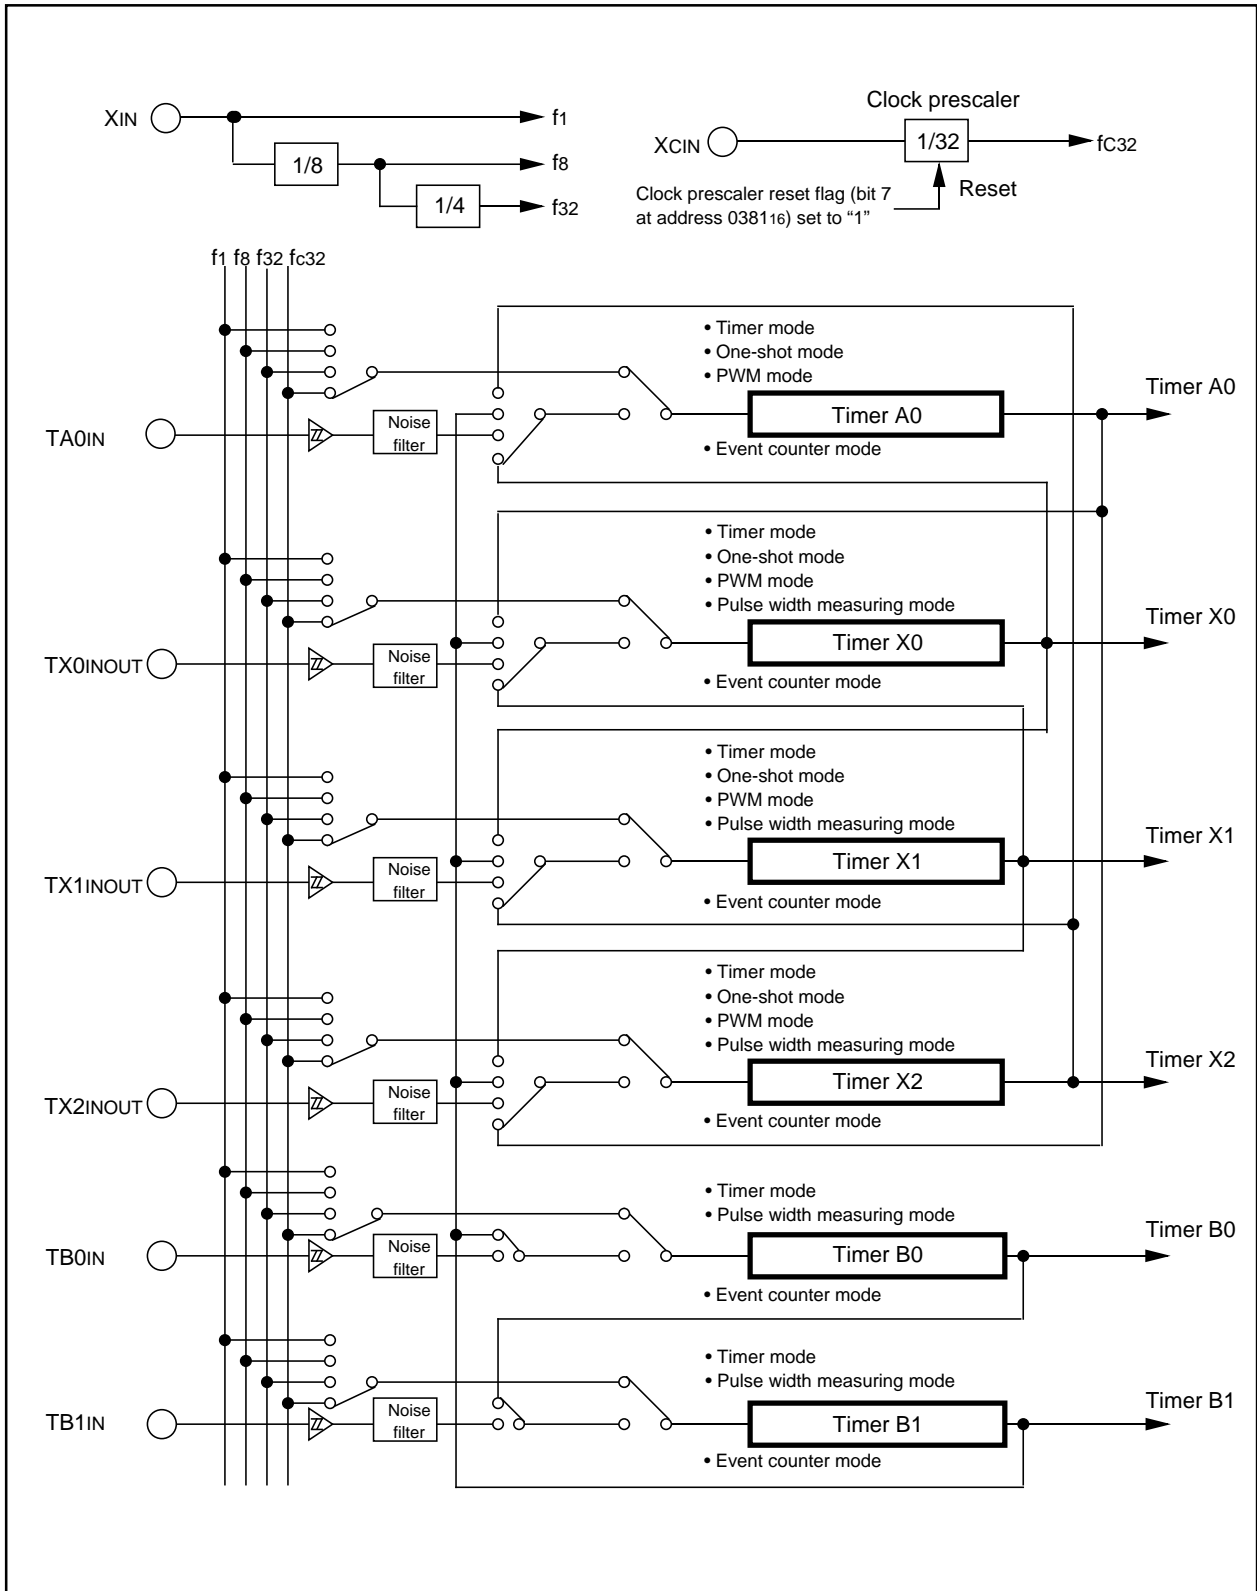 XIN
f1
1/8
f8
1/4
f32
Clock prescaler
XCIN
1/32
fC32
Clock prescaler reset flag (bit 7
at address 038116) set to “1”
Reset
f1 f8 f32 fc32
• Timer mode
• One-shot mode
• PWM mode
TA0IN
Noise
filter
Timer A0
Timer A0
• Event counter mode
• Timer mode
• One-shot mode
• PWM mode
• Pulse width measuring mode
TX0INOUT
Noise
filter
Timer X0
Timer X0
• Event counter mode
• Timer mode
• One-shot mode
• PWM mode
• Pulse width measuring mode
TX1INOUT
Noise
filter
Timer X1
Timer X1
• Event counter mode
• Timer mode
• One-shot mode
• PWM mode
• Pulse width measuring mode
TX2INOUT
Noise
filter
Timer X2
Timer X2
• Event counter mode
• Timer mode
• Pulse width measuring mode
TB0IN
Noise
filter
Timer B0
Timer B0
• Event counter mode
• Timer mode
• Pulse width measuring mode
TB1IN
Noise
filter
Timer B1
Timer B1
• Event counter mode